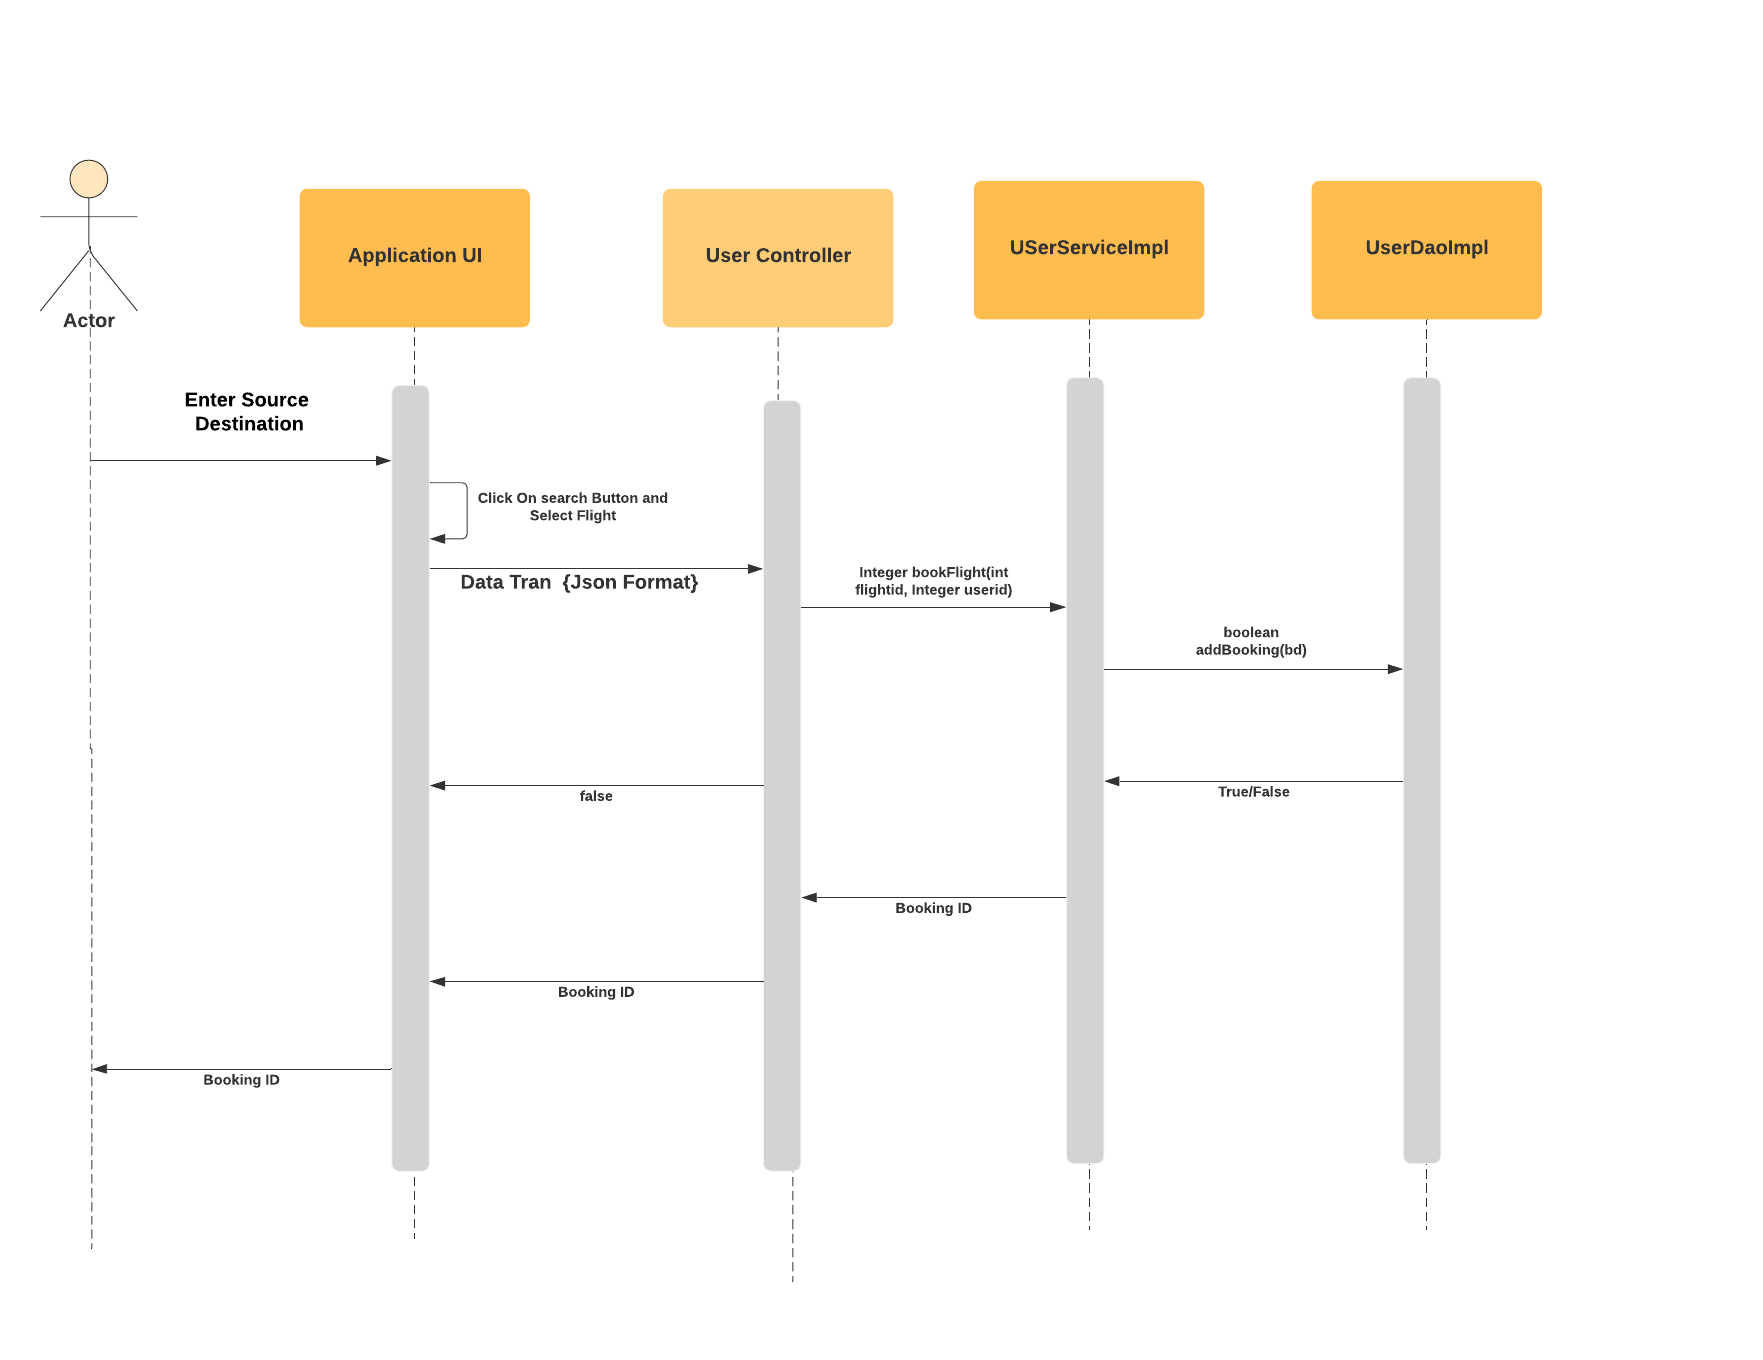 Actor
Application UI
User Controller
USerServiceImpl
UserDaoImpl
Enter Source
Destination
Click On search Button and
Select Flight
Data Tran  {Json Format}
Integer bookFlight(int
flightid, Integer userid)
boolean
addBooking(bd)
True/False
false
Booking ID
Booking ID
Booking ID